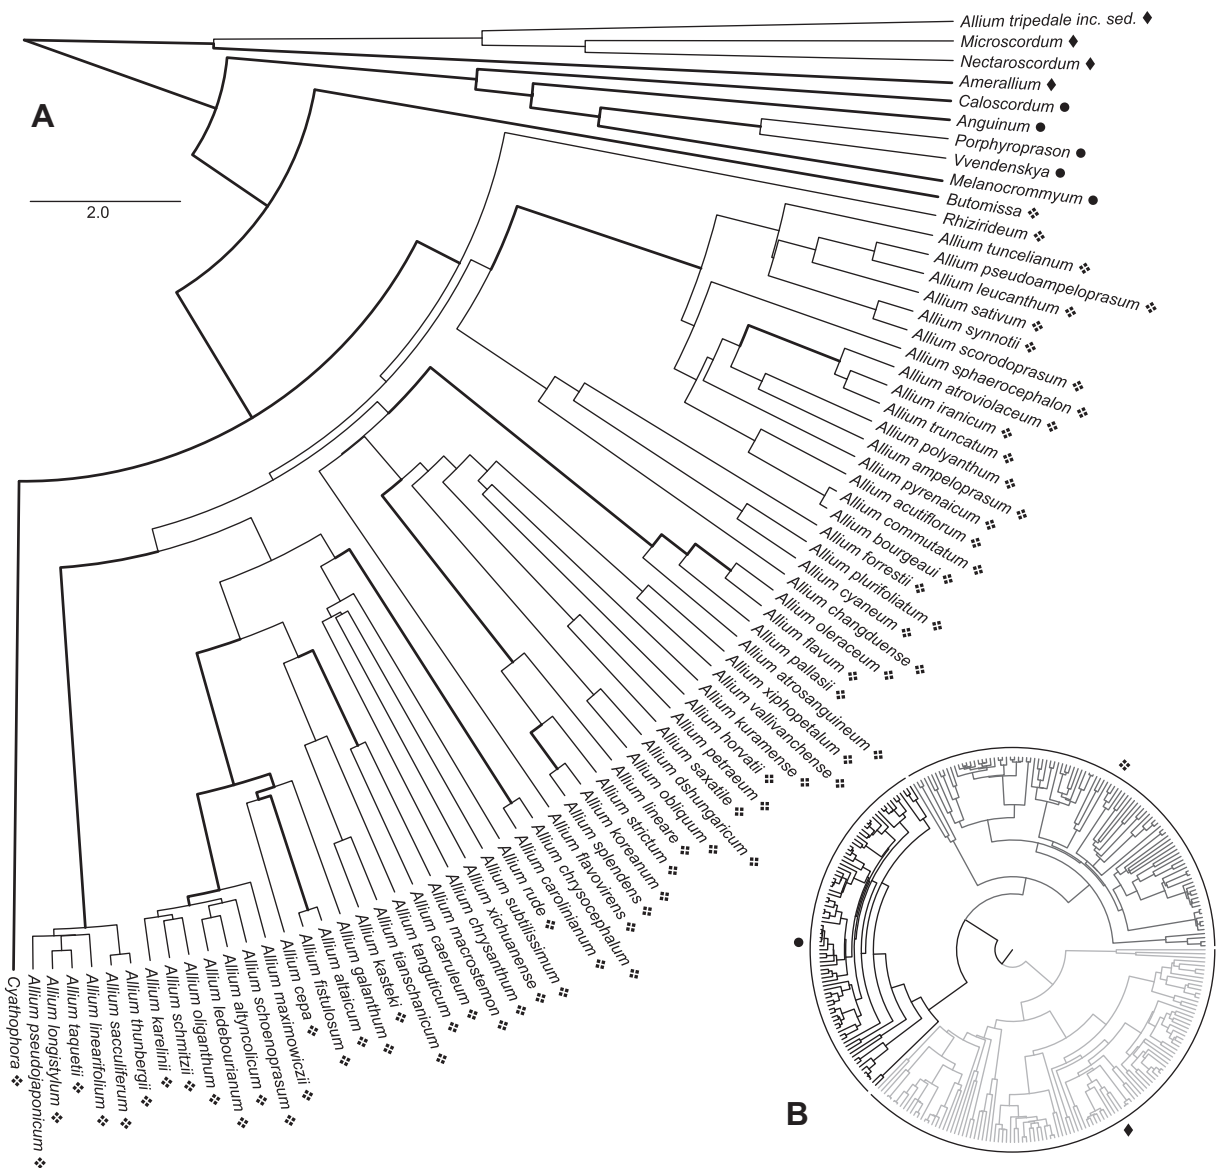 Allium tripedale inc. sed.
Microscordum
Nectaroscordum
Amerallium
Caloscordum
Anguinum
Porphyroprason
Vvendenskya
Melanocrommyum
Butomissa
Rhizirideum
Allium tuncelianum
Allium pseudoampeloprasum
Allium leucanthum
Allium sativum
Allium synnotii
Allium scorodoprasum
Allium sphaerocephalon
Allium atroviolaceum
Allium iranicum
Allium truncatum
Allium polyanthum
Allium ampeloprasum
Allium pyrenaicum
Allium acutiflorum
Allium commutatum
Allium bourgeaui
Allium forrestii
Allium plurifoliatum
Allium cyaneum
Allium changduense
Allium oleraceum
Allium flavum
Allium pallasii
Allium atrosanguineum
Allium xiphopetalum
Allium vallivanchense
Allium kuramense
Allium horvatii
Allium petraeum
Allium saxatile
Allium dshungaricum
Allium obliquum
Allium lineare
Allium strictum
Allium koreanum
Allium splendens
Allium flavovirens
Allium chrysocephalum
Allium carolinianum
Allium rude
Allium subtilissimum
Allium xichuanense
Allium chrysanthum
Allium macrostemon
Allium caeruleum
Allium tanguticum
Allium tianschanicum
Allium kasteki
Allium galanthum
Allium altaicum
Allium fistulosum
Allium cepa
Allium maximowiczii
Allium schoenoprasum
Allium altyncolicum
Allium ledebourianum
Allium oliganthum
Allium schmitzii
Allium karelinii
Allium thunbergii
Allium sacculiferum
Allium linearifolium
Allium taquetii
Allium longistylum
Allium pseudojaponicum
Cyathophora
A
2.0
B